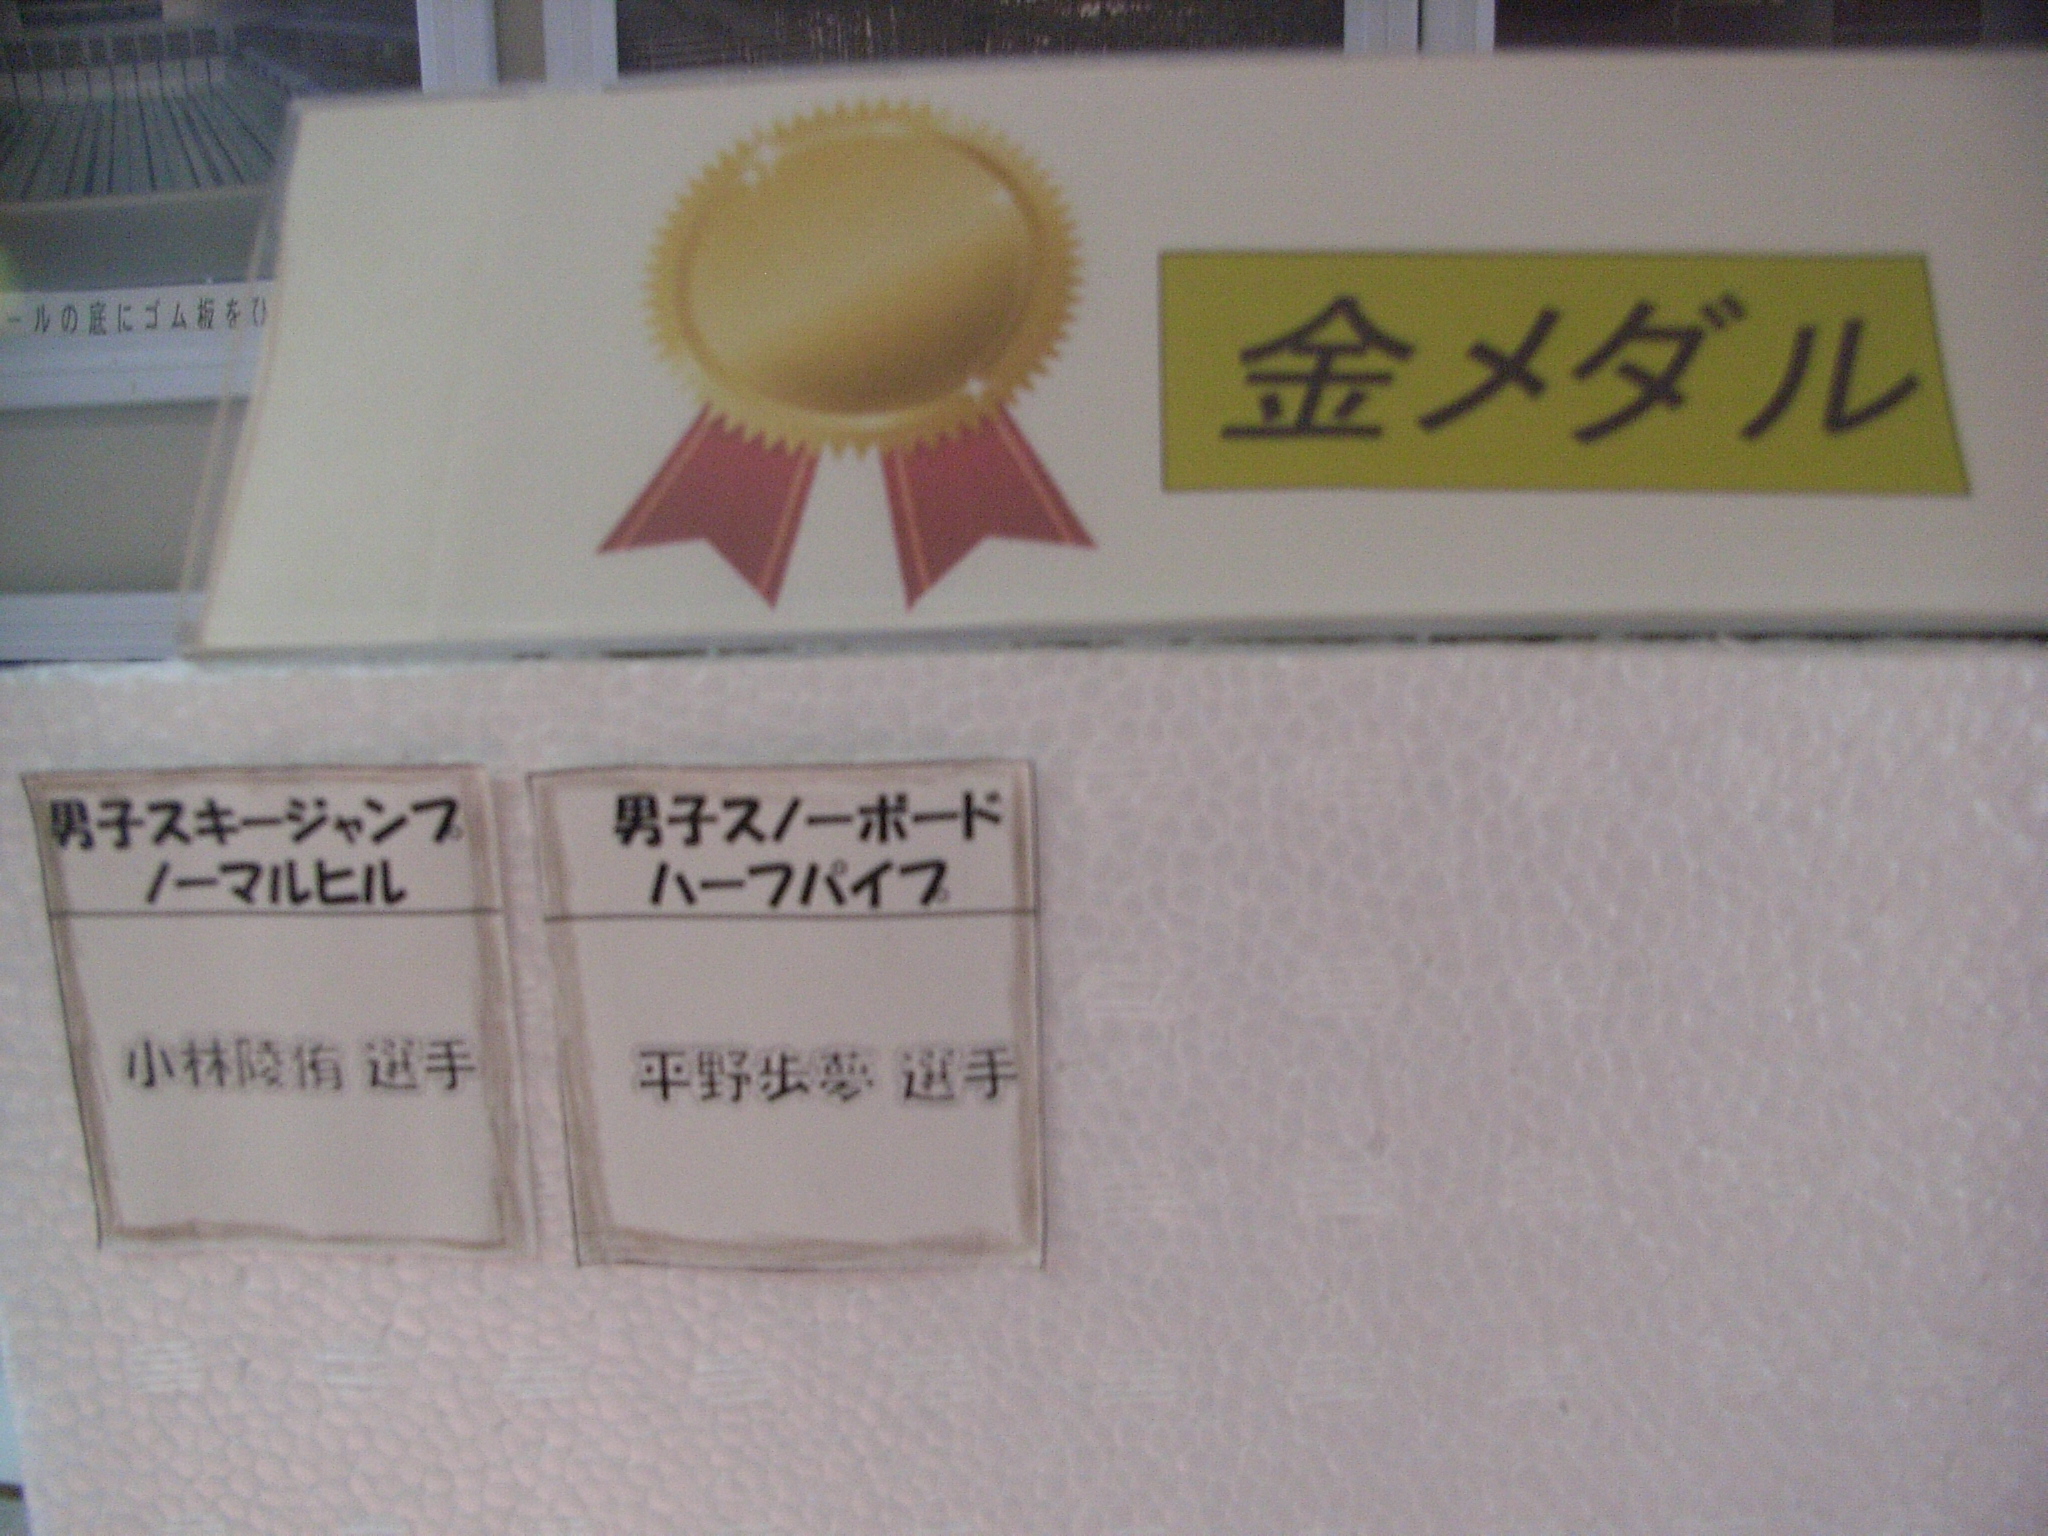 ールの底にゴム板をひ
金メダル
男子スキージャンプ
ノーマルヒル
小林陵侑 選手
男子スノーボード
ハーフパイプ
平野歩夢 選手